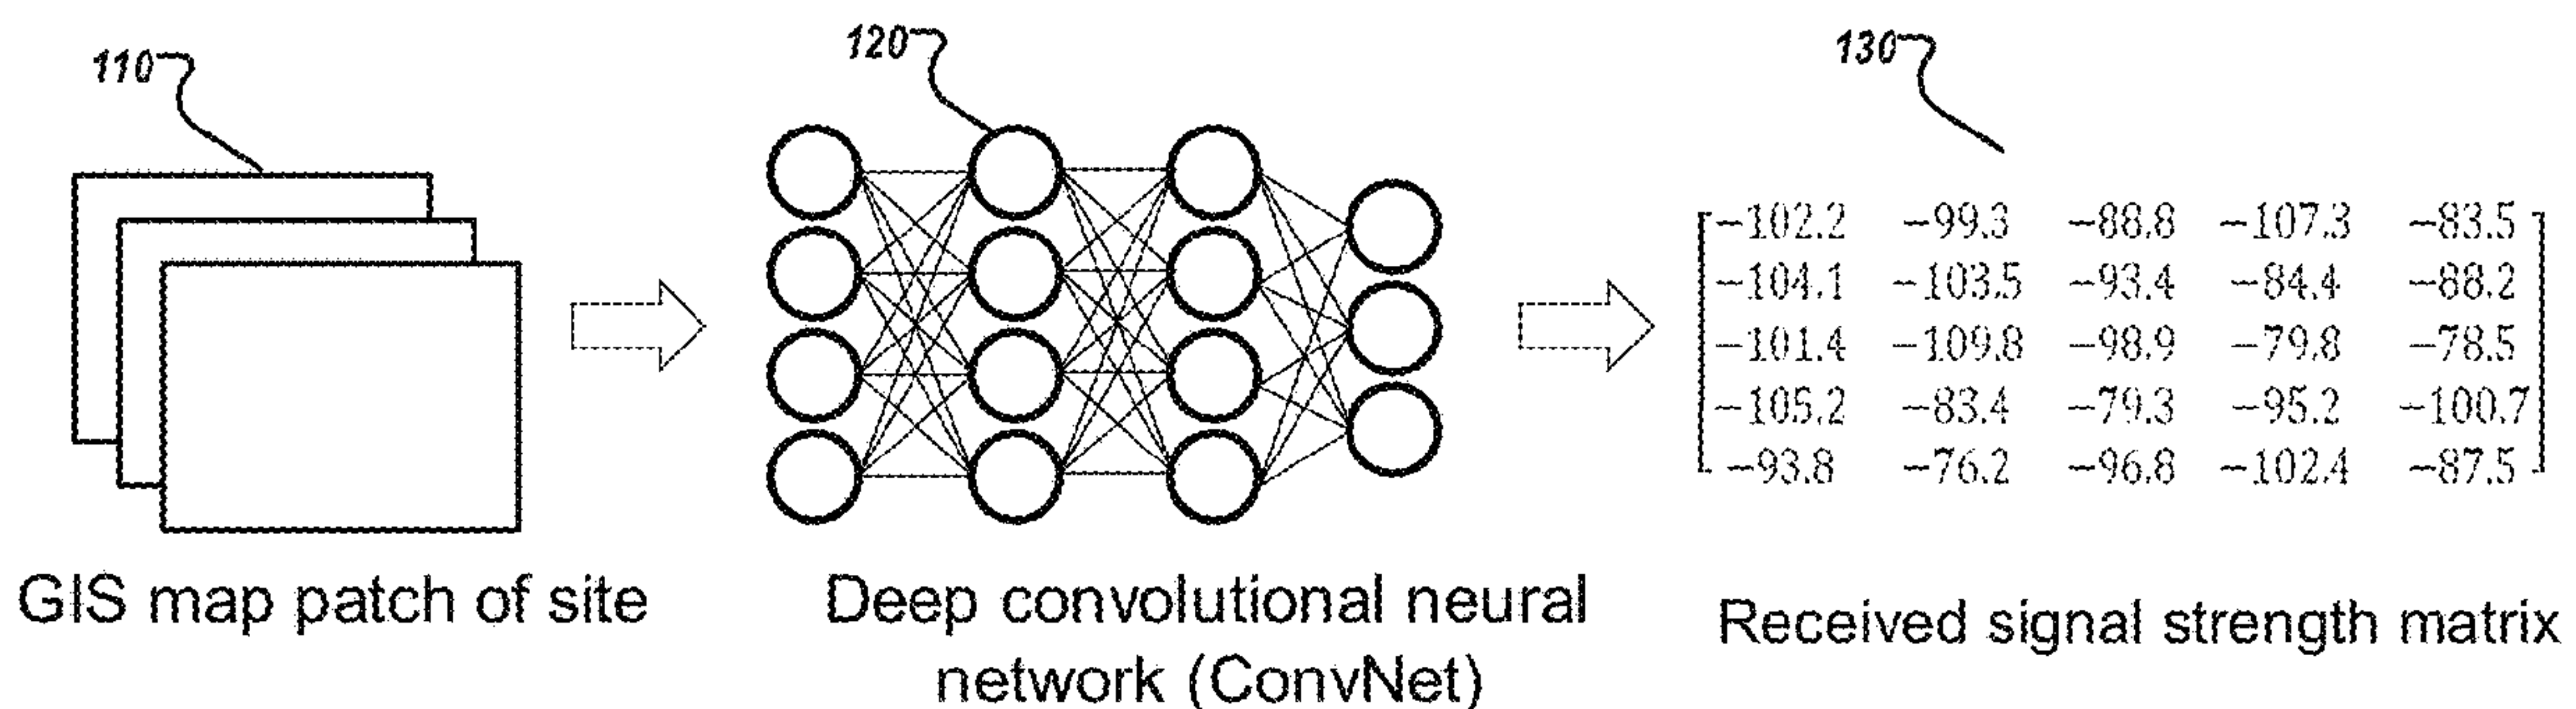 110
120
130
−102.2 −99.3 −88.8 −107.3 −83.5
−104.1 −103.5 −93.4 −84.4 −88.2
−101.4 −109.8 −98.9 −79.8 −78.5
−105.2 −83.4 −79.3 −95.2 −100.7
−93.8 −76.2 −96.8 −102.4 −87.5
GIS map patch of site
Deep convolutional neural
network (ConvNet)
Received signal strength matrix